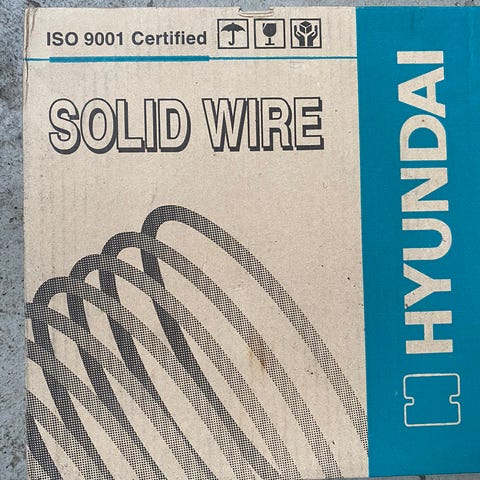 ISO 9001 Certified
SOLID WIRE
HYUNDAI